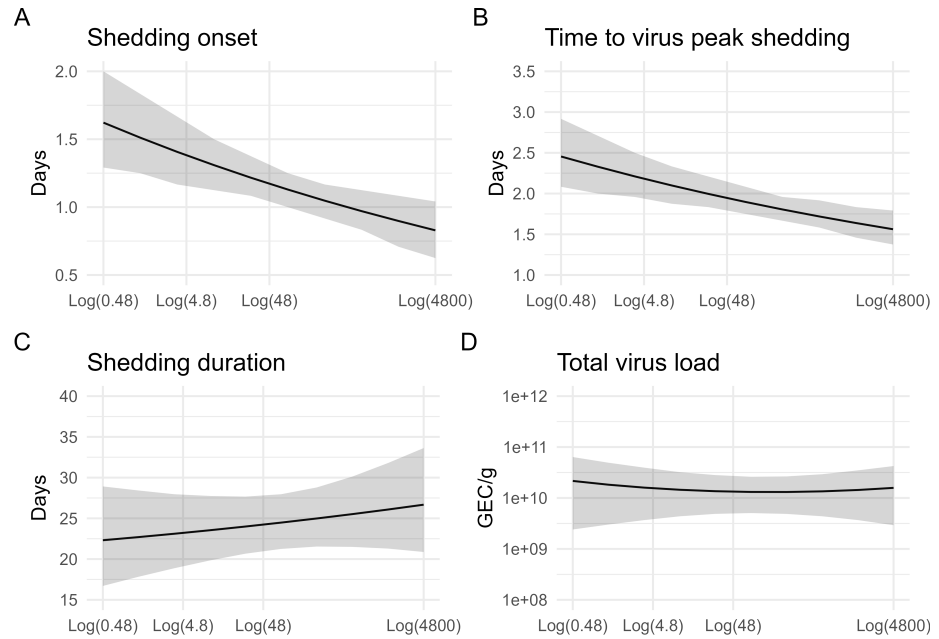 A
Shedding onset
Days
2.0
1.5
1.0
0.5
Log(0.48) Log(4.8) Log(48) Log(4800)
B
Time to virus peak shedding
Days
3.5
3.0
2.5
2.0
1.5
1.0
Log(0.48) Log(4.8) Log(48) Log(4800)
C
Shedding duration
Days
40
35
30
25
20
15
Log(0.48) Log(4.8) Log(48) Log(4800)
D
Total virus load
GEC/g
1e+12
1e+11
1e+10
1e+09
1e+08
Log(0.48) Log(4.8) Log(48) Log(4800)